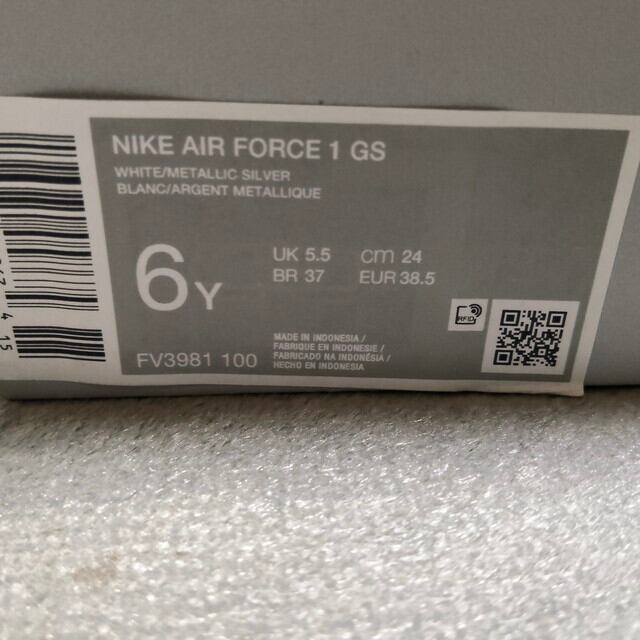 NIKE AIR FORCE 1 GS
WHITE/METALLIC SILVER
BLANC/ARGENT METALLIQUE
6Y
UK 5.5 cm 24
BR 37 EUR 38.5
RFID
MADE IN INDONESIA /
FABRIQUE EN INDONESIE /
FABRICADO NA INDONÉSIA /
HECHO EN INDONESIA
FV3981 100